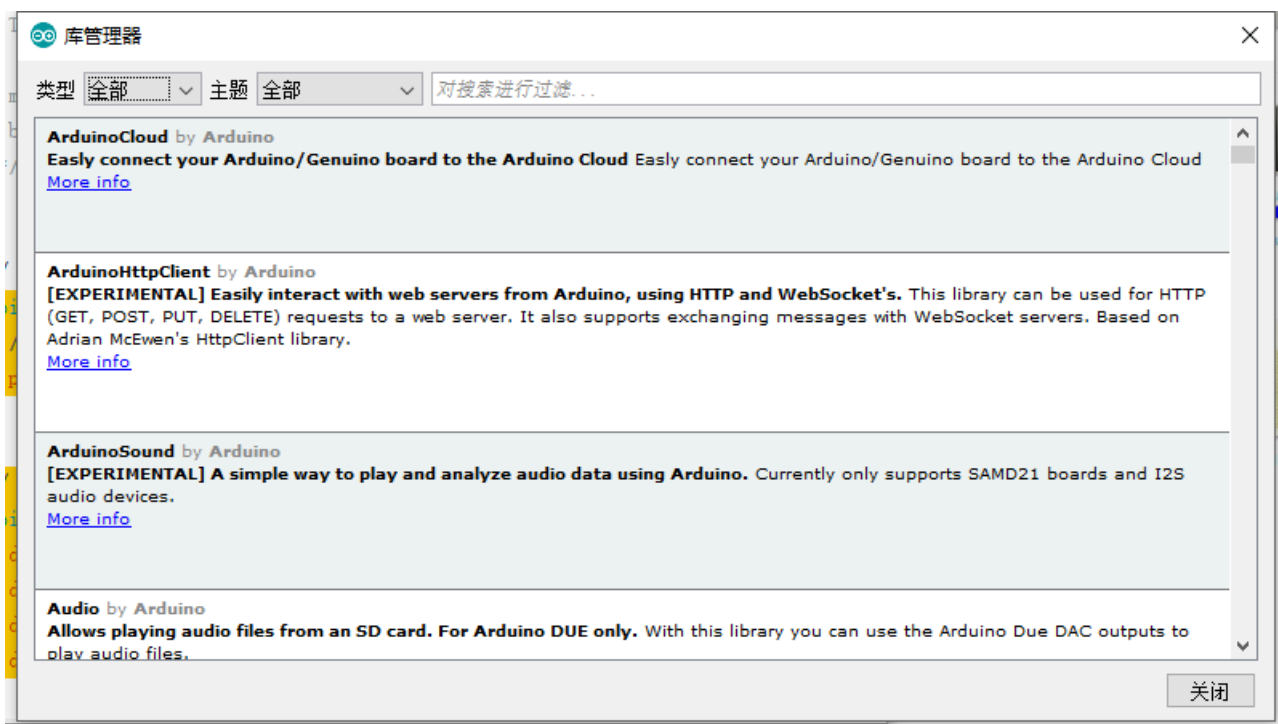 库管理器
类型 全部 主题 全部 对搜索进行过滤...
ArduinoCloud by Arduino
Easly connect your Arduino/Genuino board to the Arduino Cloud Easly connect your Arduino/Genuino board to the Arduino Cloud
More info
ArduinoHttpClient by Arduino
[EXPERIMENTAL] Easily interact with web servers from Arduino, using HTTP and WebSocket's. This library can be used for HTTP
(GET, POST, PUT, DELETE) requests to a web server. It also supports exchanging messages with WebSocket servers. Based on
Adrian McEwen's HttpClient library.
More info
ArduinoSound by Arduino
[EXPERIMENTAL] A simple way to play and analyze audio data using Arduino. Currently only supports SAMD21 boards and I2S
audio devices.
More info
Audio by Arduino
Allows playing audio files from an SD card. For Arduino DUE only. With this library you can use the Arduino Due DAC outputs to
play audio files.
关闭